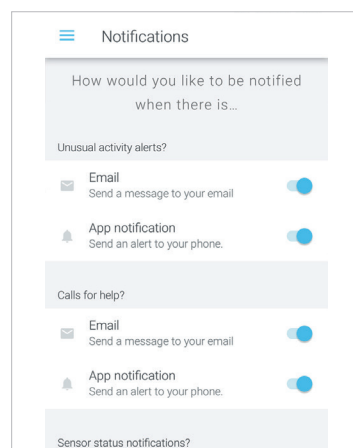 Notifications
How would you like to be notified
when there is…
Unusual activity alerts?
Email
Send a message to your email
App notification
Send an alert to your phone.
Calls for help?
Email
Send a message to your email
App notification
Send an alert to your phone.
Sensor status notifications?